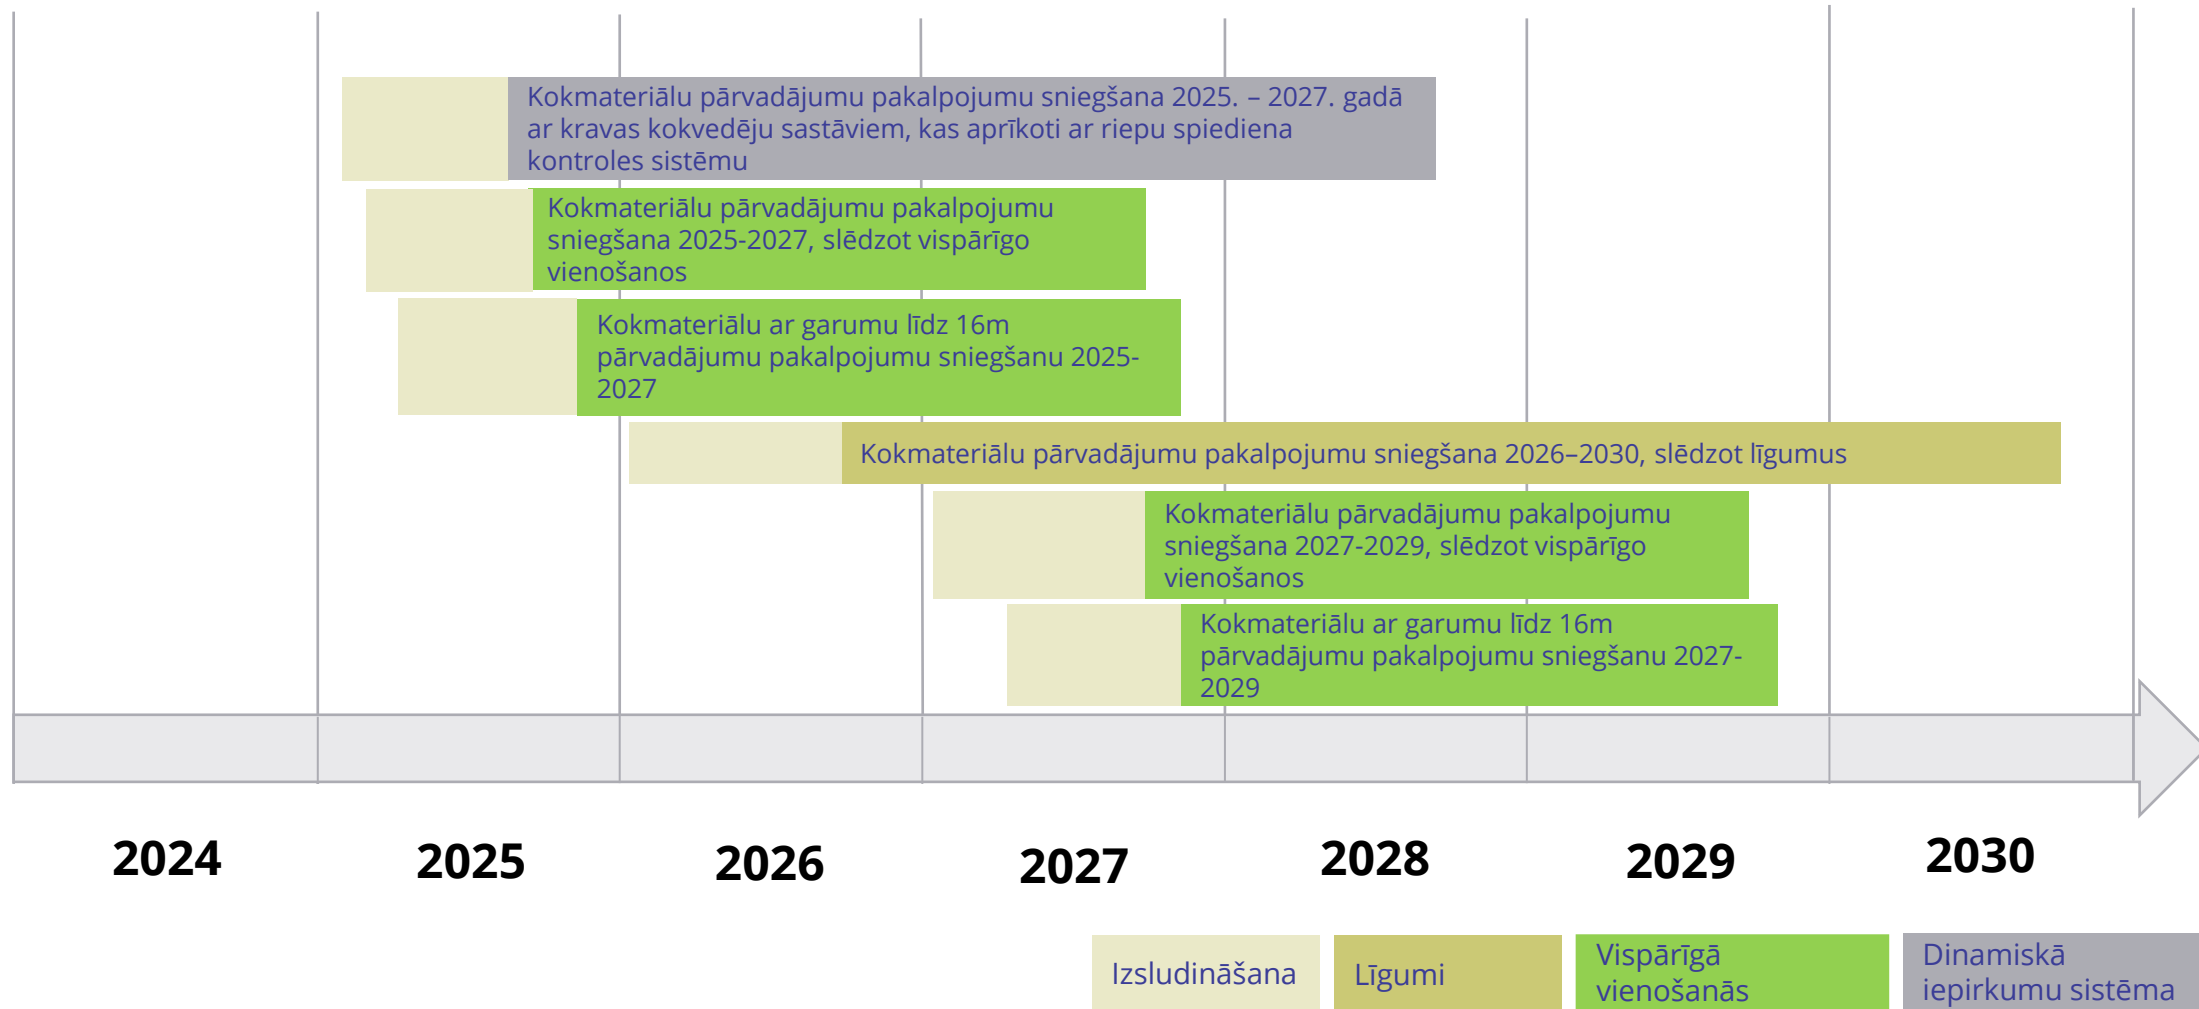 Kokmateriālu pārvadājumu pakalpojumu sniegšana 2025. – 2027. gadā
ar kravas kokvedēju sastāviem, kas aprīkoti ar riepu spiediena
kontroles sistēmu
Kokmateriālu pārvadājumu pakalpojumu
sniegšana 2025-2027, slēdzot vispārīgo
vienošanos
Kokmateriālu ar garumu līdz 16m
pārvadājumu pakalpojumu sniegšanu 2025-
2027
Kokmateriālu pārvadājumu pakalpojumu sniegšana 2026–2030, slēdzot līgumus
Kokmateriālu pārvadājumu pakalpojumu
sniegšana 2027-2029, slēdzot vispārīgo
vienošanos
Kokmateriālu ar garumu līdz 16m
pārvadājumu pakalpojumu sniegšanu 2027-
2029
2024
2025
2026
2027
2028
2029
2030
Izsludināšana
Līgumi
Vispārīgā
vienošanās
Dinamiskā
iepirkumu sistēma